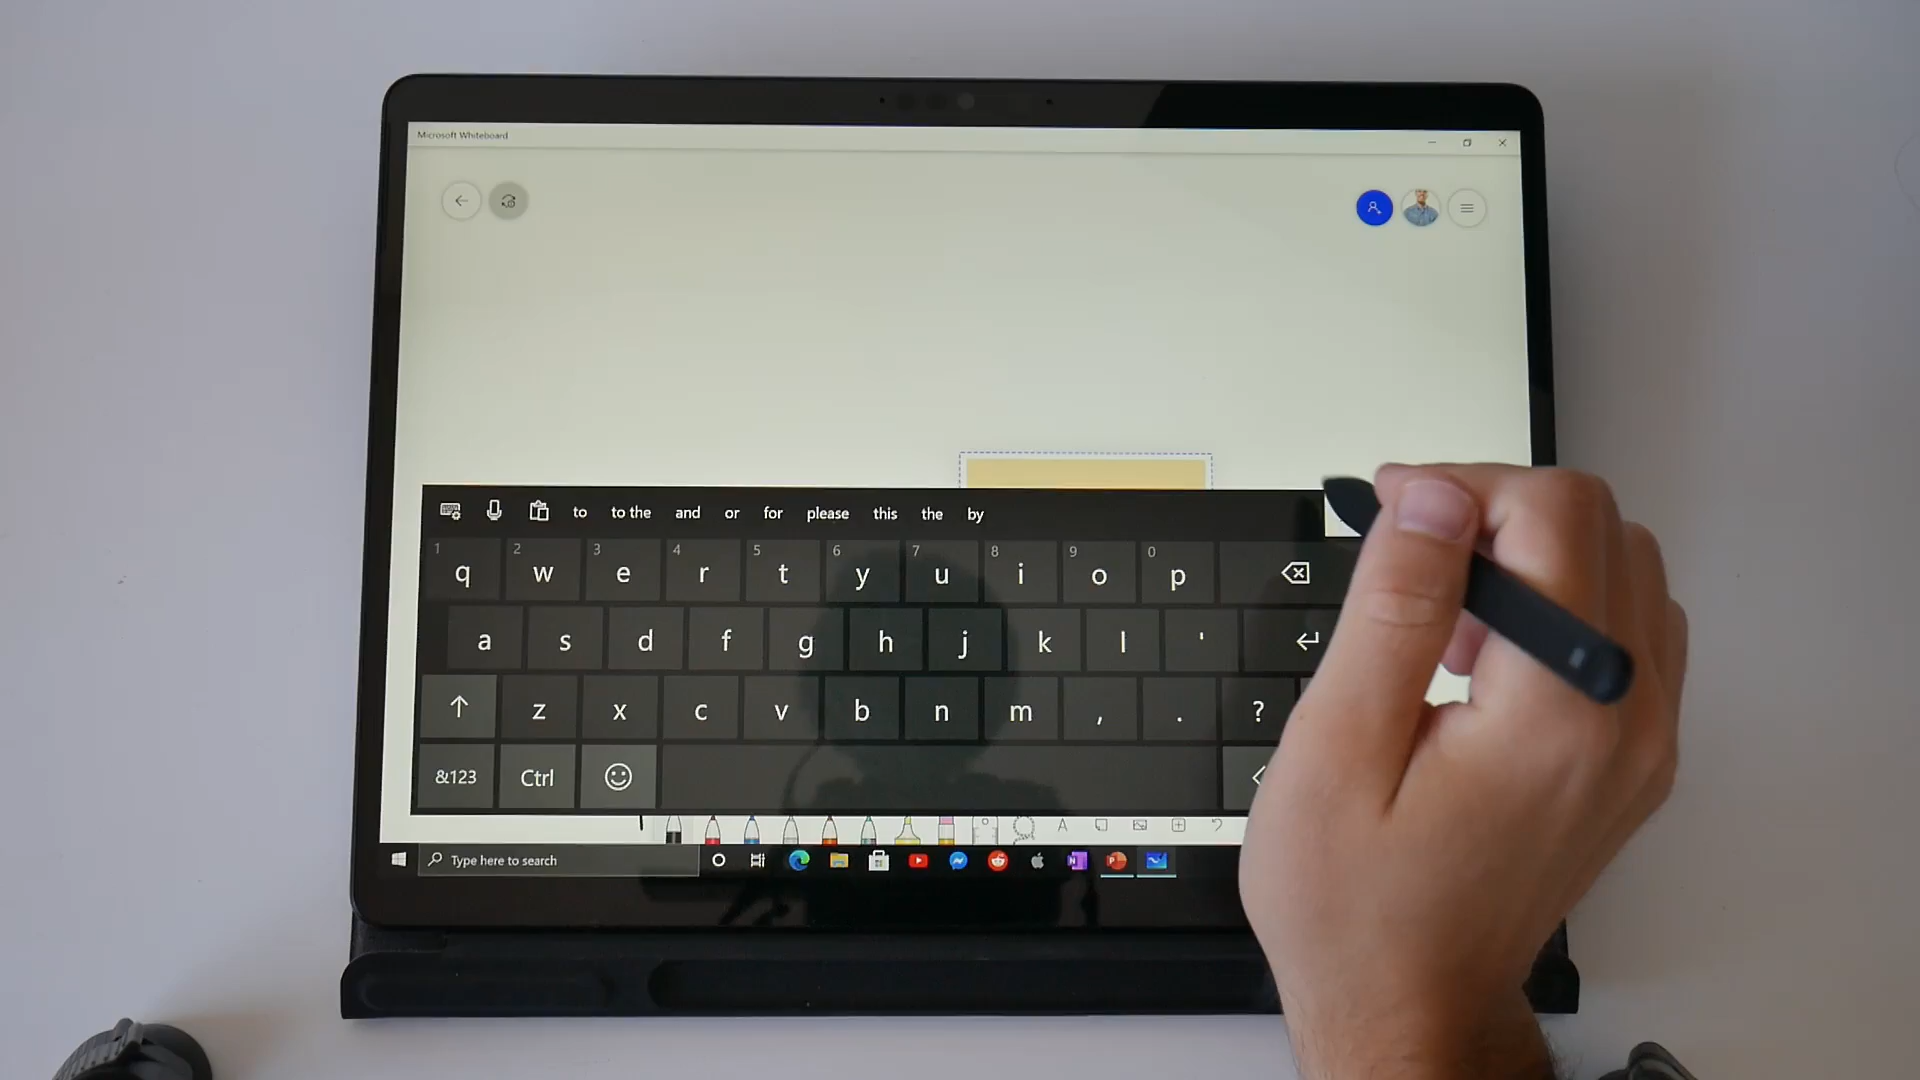 Microsoft Whiteboard
to to the and or for please this the by
1 2 3 4 5 6 7 8 9 0
q w e r t y u i o p
a s d f g h j k l '
z x c v b n m , . ?
&123 Ctrl
A
Type here to search
N P